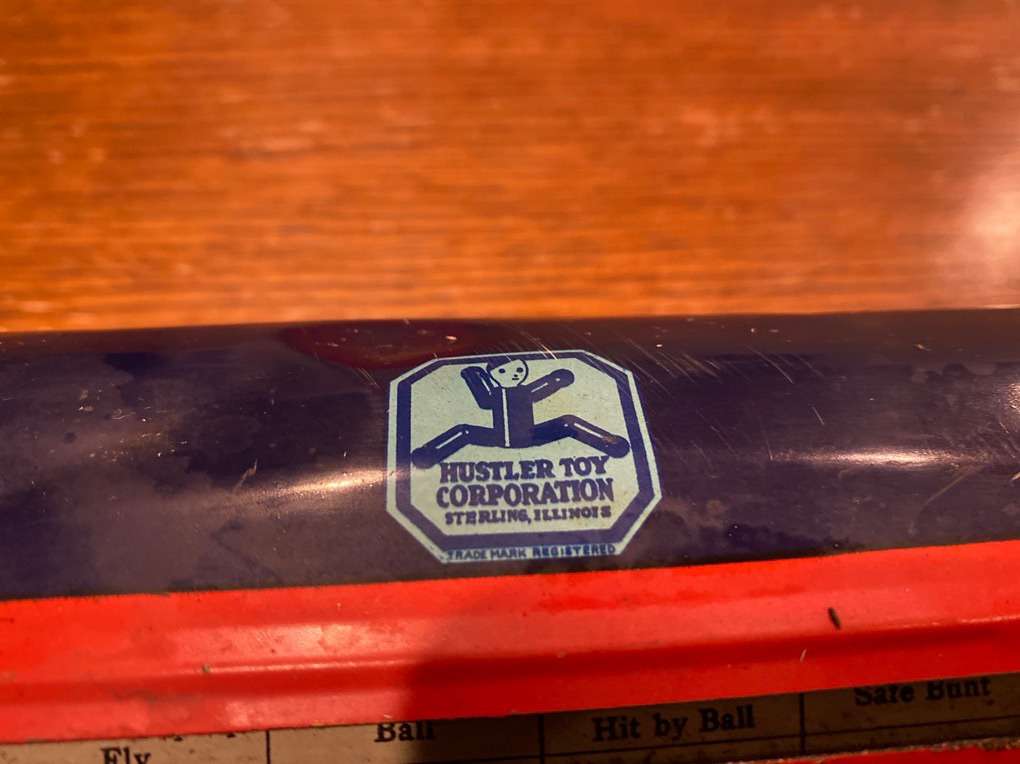 HUSTLER TOY
CORPORATION
STERLING, ILLINOIS
TRADE MARK REGISTERED
Fly
Ball
Hit by Ball
Safe Bunt